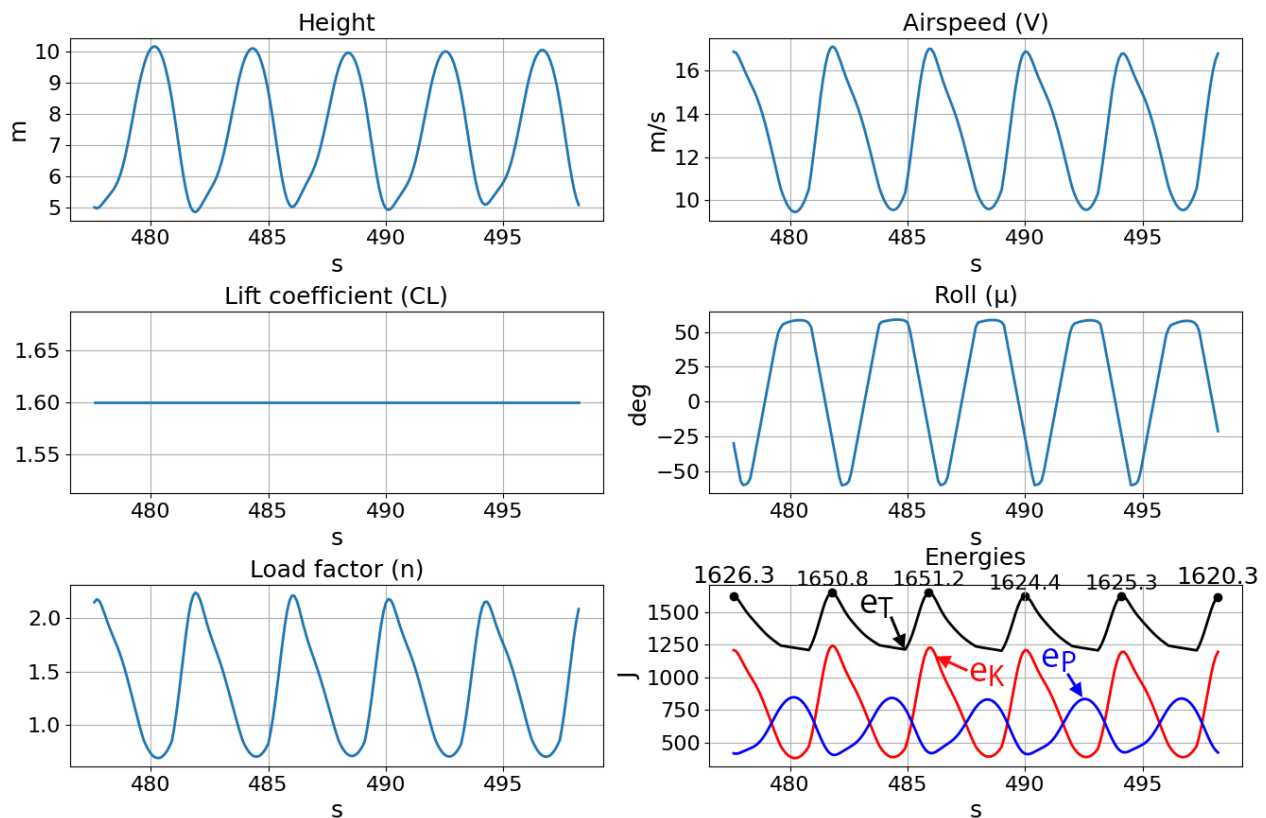 Height
10
9
8
7
6
5
m
480 485 490 495
s
Airspeed (V)
16
14
12
10
m/s
480 485 490 495
s
Lift coefficient (CL)
1.65
1.60
1.55
480 485 490 495
s
Roll (μ)
50
25
0
−25
−50
deg
480 485 490 495
s
Load factor (n)
2.0
1.5
1.0
480 485 490 495
s
Energies
1626.3 1650.8 1651.2 1624.4 1625.3 1620.3
1500
1250
1000
750
500
J
eT
eK
eP
480 485 490 495
s